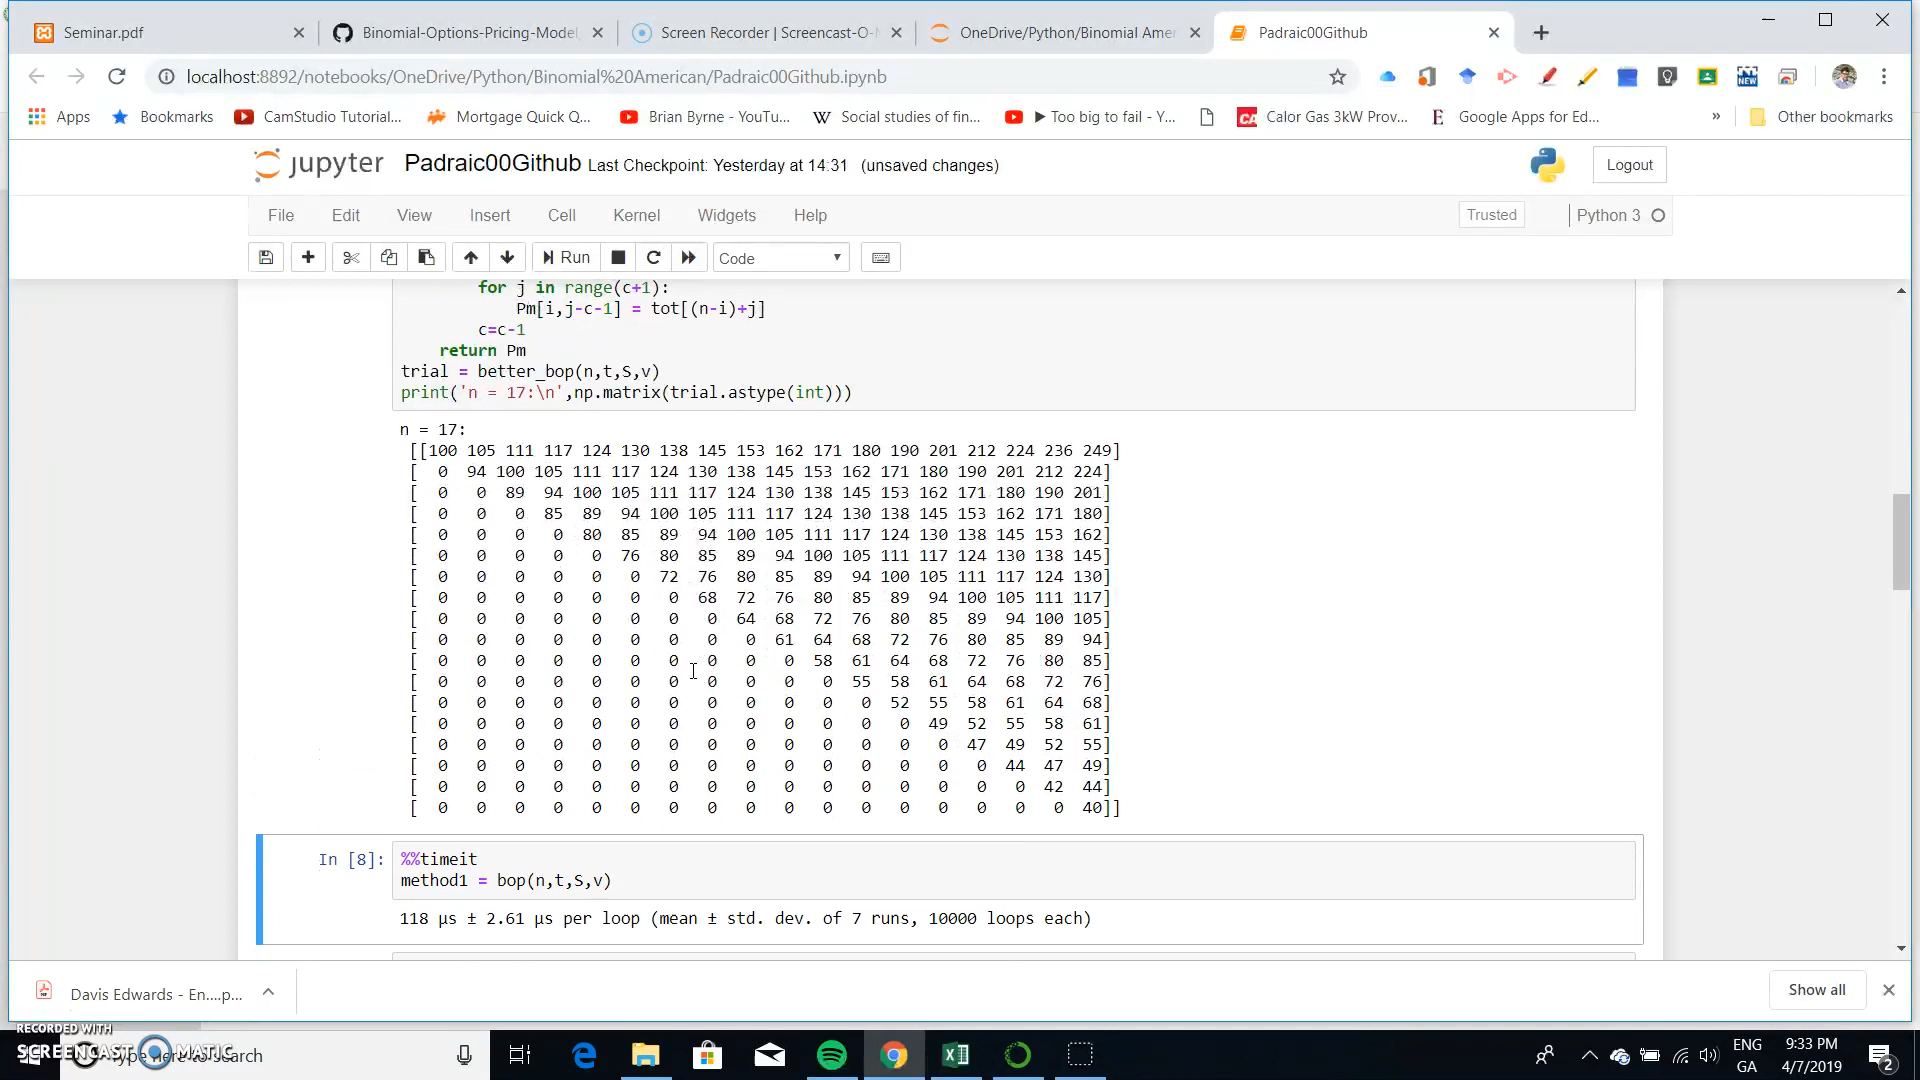 Seminar.pdf
Binomial-Options-Pricing-Model
Screen Recorder | Screencast-O-
OneDrive/Python/Binomial Amer
Padraic00Github
localhost:8892/notebooks/OneDrive/Python/Binomial%20American/Padraic00Github.ipynb
Apps
Bookmarks
CamStudio Tutorial...
Mortgage Quick Q...
Brian Byrne - YouTu...
Social studies of fin...
▶ Too big to fail - Y...
Calor Gas 3kW Prov...
Google Apps for Ed...
»
Other bookmarks
jupyter
Padraic00Github Last Checkpoint: Yesterday at 14:31 (unsaved changes)
Logout
File Edit View Insert Cell Kernel Widgets Help
Trusted
Python 3
Run
Code
for j in range(c+1):
Pm[i,j-c-1] = tot[(n-i)+j]
c=c-1
return Pm
trial = better_bop(n,t,S,v)
print('n = 17:\n',np.matrix(trial.astype(int)))
n = 17:
[[100 105 111 117 124 130 138 145 153 162 171 180 190 201 212 224 236 249]
[ 0 94 100 105 111 117 124 130 138 145 153 162 171 180 190 201 212 224]
[ 0 0 89 94 100 105 111 117 124 130 138 145 153 162 171 180 190 201]
[ 0 0 0 85 89 94 100 105 111 117 124 130 138 145 153 162 171 180]
[ 0 0 0 0 80 85 89 94 100 105 111 117 124 130 138 145 153 162]
[ 0 0 0 0 0 76 80 85 89 94 100 105 111 117 124 130 138 145]
[ 0 0 0 0 0 0 72 76 80 85 89 94 100 105 111 117 124 130]
[ 0 0 0 0 0 0 0 68 72 76 80 85 89 94 100 105 111 117]
[ 0 0 0 0 0 0 0 0 64 68 72 76 80 85 89 94 100 105]
[ 0 0 0 0 0 0 0 0 0 61 64 68 72 76 80 85 89 94]
[ 0 0 0 0 0 0 0 0 0 0 58 61 64 68 72 76 80 85]
[ 0 0 0 0 0 0 0 0 0 0 0 55 58 61 64 68 72 76]
[ 0 0 0 0 0 0 0 0 0 0 0 0 52 55 58 61 64 68]
[ 0 0 0 0 0 0 0 0 0 0 0 0 0 49 52 55 58 61]
[ 0 0 0 0 0 0 0 0 0 0 0 0 0 0 47 49 52 55]
[ 0 0 0 0 0 0 0 0 0 0 0 0 0 0 0 44 47 49]
[ 0 0 0 0 0 0 0 0 0 0 0 0 0 0 0 0 42 44]
[ 0 0 0 0 0 0 0 0 0 0 0 0 0 0 0 0 0 40]]
In [8]:
%%timeit
method1 = bop(n,t,S,v)
118 µs ± 2.61 µs per loop (mean ± std. dev. of 7 runs, 10000 loops each)
Davis Edwards - En....p...
Show all
RECORDED WITH
SCREENCAST MATIC
Type here to search
ENG
GA
9:33 PM
4/7/2019
2